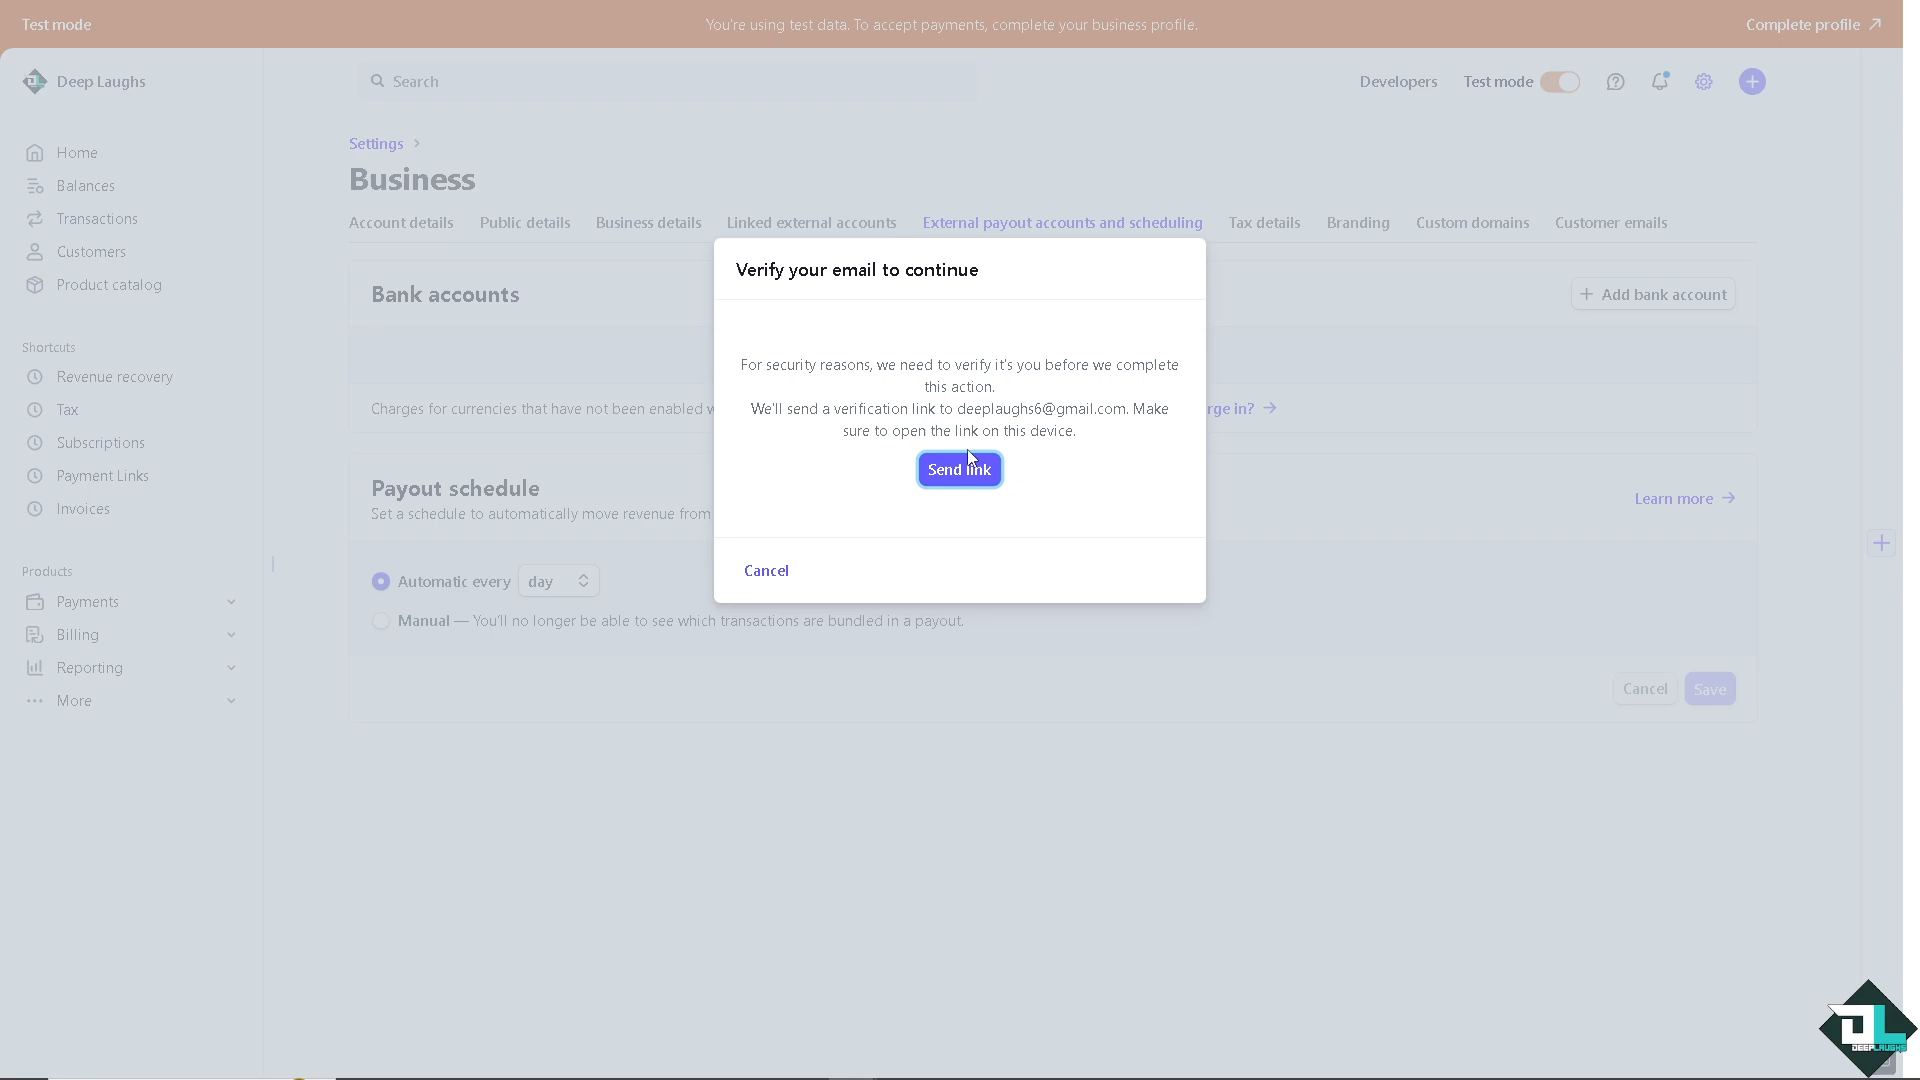 Test mode
You're using test data. To accept payments, complete your business profile.
Complete profile
Deep Laughs
Search
Developers
Test mode
Home
Balances
Transactions
Customers
Product catalog
Shortcuts
Revenue recovery
Tax
Subscriptions
Payment Links
Invoices
Products
Payments
Billing
Reporting
More
Settings
Business
Account details
Public details
Business details
Linked external accounts
External payout accounts and scheduling
Tax details
Branding
Custom domains
Customer emails
Bank accounts
Add bank account
Charges for currencies that have not been enabled
rge in?
Payout schedule
Set a schedule to automatically move revenue from
Learn more
Automatic every
day
Manual — You'll no longer be able to see which transactions are bundled in a payout.
Cancel
Save
Verify your email to continue
For security reasons, we need to verify it's you before we complete
this action.
We'll send a verification link to deeplaughs6@gmail.com. Make
sure to open the link on this device.
Send link
Cancel
DL
DEEPLAUGHS